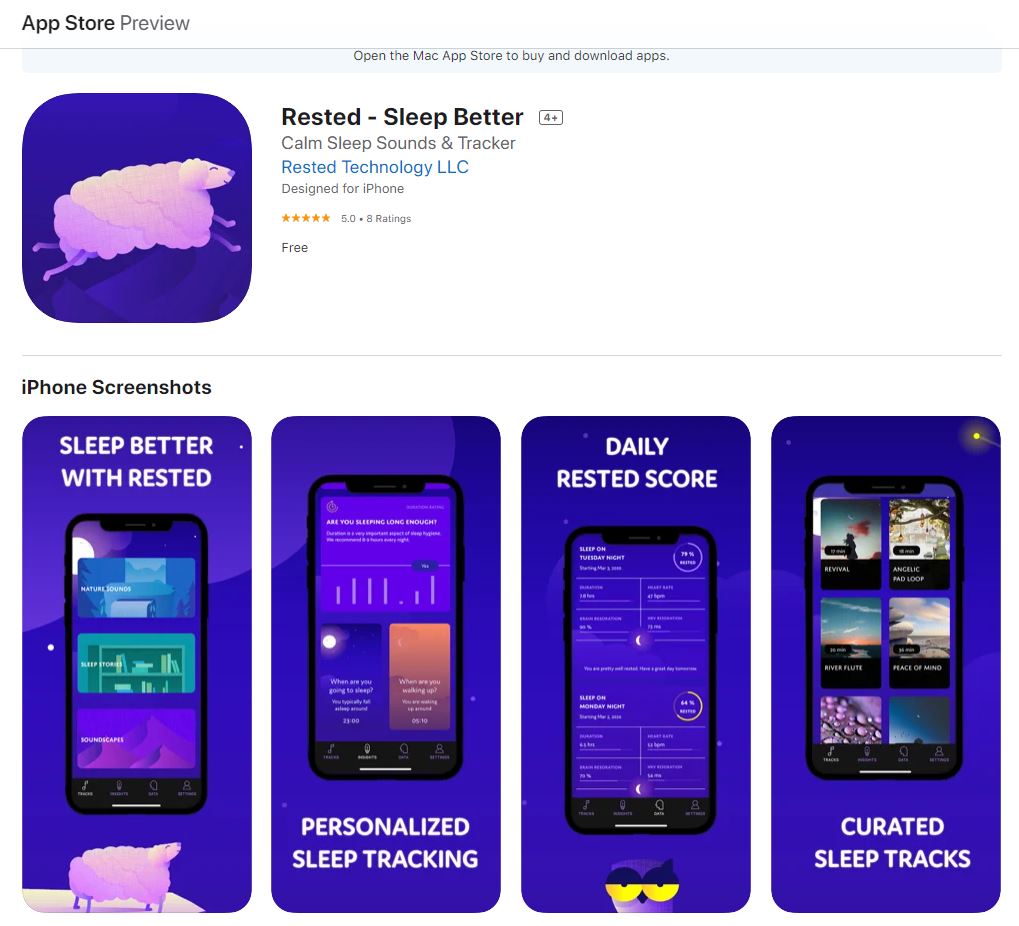 App Store Preview
Open the Mac App Store to buy and download apps.
Rested - Sleep Better 4+
Calm Sleep Sounds & Tracker
Rested Technology LLC
Designed for iPhone
★★★★★ 5.0 • 8 Ratings
Free
iPhone Screenshots
SLEEP BETTER
WITH RESTED
NATURE SOUNDS
SLEEP STORIES
SOUNDSCAPES
TRACKS INSIGHTS DATA SETTINGS
DURATION RATING
ARE YOU SLEEPING LONG ENOUGH?
Duration is a very important aspect of sleep hygiene.
We recommend 8-9 hours every night.
Yes
When are you
going to sleep?
You typically fall
asleep around
23:00
When are you
walking up?
You are waking
up around
05:10
TRACKS INSIGHTS DATA SETTINGS
PERSONALIZED
SLEEP TRACKING
DAILY
RESTED SCORE
SLEEP ON
TUESDAY NIGHT
Starting Mar 3, 2020
79 %
RESTED
DURATION HEART RATE
7.8 hrs 47 bpm
BRAIN RESORATION HRV RESORATION
90 % 73 ms
You are pretty well rested. Have a great day tomorrow.
SLEEP ON
MONDAY NIGHT
Starting Mar 2, 2020
64 %
RESTED
DURATION HEART RATE
6.5 hrs 52 bpm
BRAIN RESORATION HRV RESORATION
70 % 54 ms
TRACKS INSIGHTS DATA SETTINGS
17 min
REVIVAL
18 min
ANGELIC
PAD LOOP
20 min
RIVER FLUTE
36 min
PEACE OF MIND
TRACKS INSIGHTS DATA SETTINGS
CURATED
SLEEP TRACKS